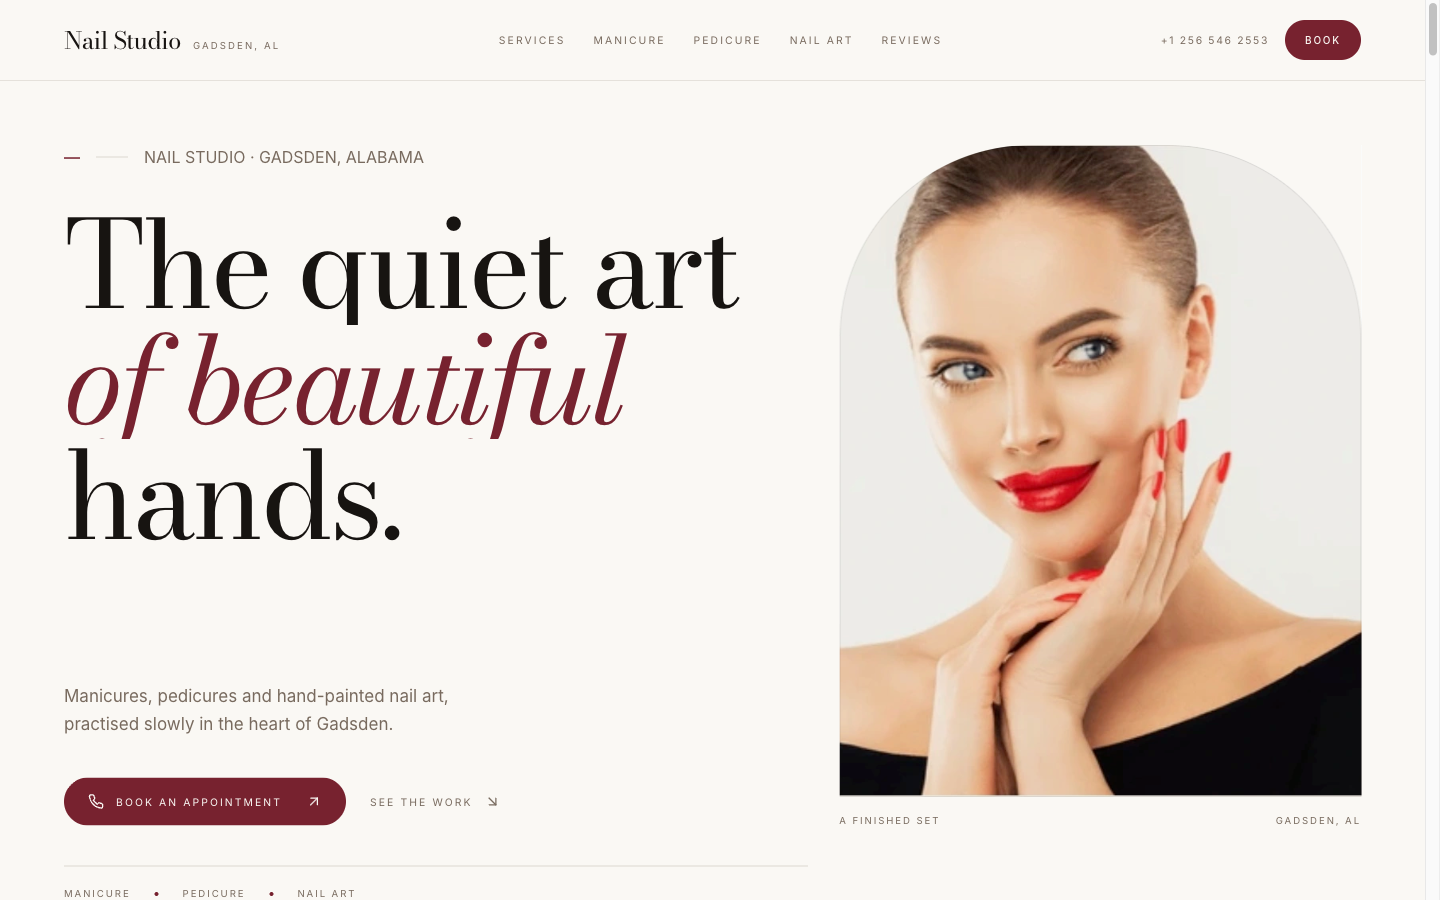 Nail Studio GADSDEN, AL
SERVICES MANICURE PEDICURE NAIL ART REVIEWS
+1 256 546 2553 BOOK
NAIL STUDIO · GADSDEN, ALABAMA
The quiet art
of beautiful
hands.
Manicures, pedicures and hand-painted nail art,
practised slowly in the heart of Gadsden.
BOOK AN APPOINTMENT SEE THE WORK
A FINISHED SET GADSDEN, AL
MANICURE • PEDICURE • NAIL ART